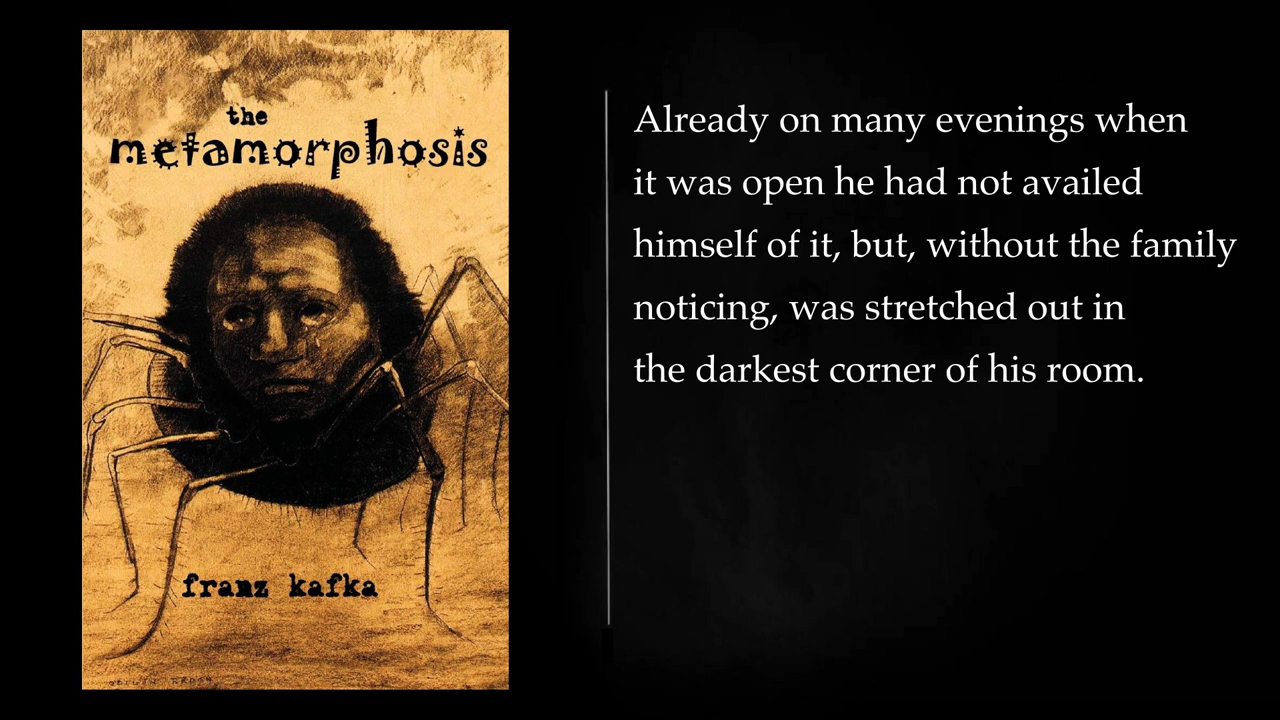 the
metamorphosis
franz kafka
Already on many evenings when
it was open he had not availed
himself of it, but, without the family
noticing, was stretched out in
the darkest corner of his room.